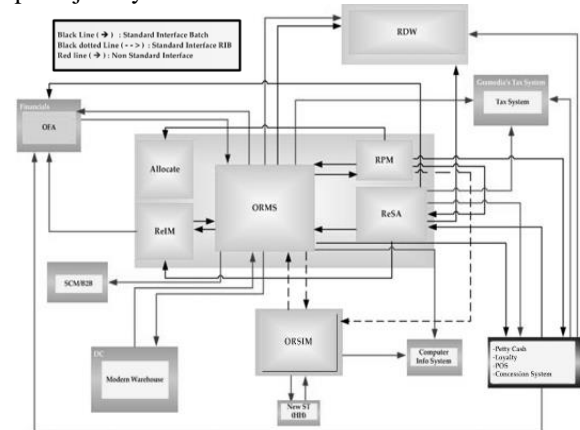 Black Line ( → ) : Standard Interface Batch
Black dotted Line ( - - > ) : Standard Interface RIB
Red line ( → ) : Non Standard Interface
RDW
Gramedia's Tax System
Tax System
Financials
OFA
Allocate
RPM
ORMS
ReIM
ReSA
SCM/B2B
ORSIM
DC
Modern Warehouse
Computer
Info System
-Petty Cash
-Loyalty
-POS
-Concession System
New ST
(HH)